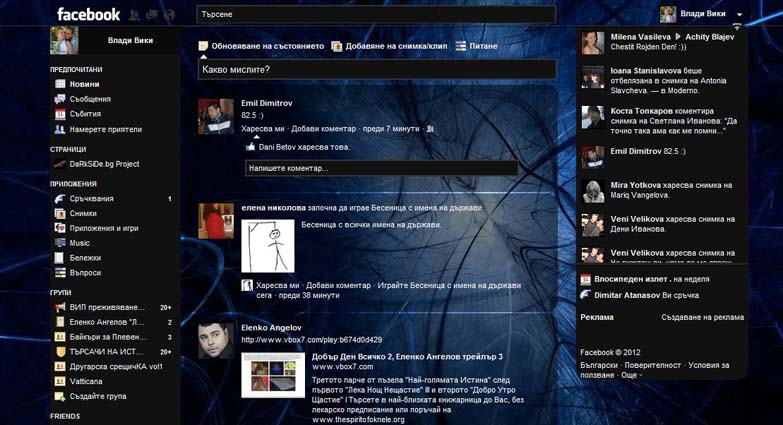 facebook
Търсене
Влади Вики
Влади Вики
ПРЕДПОЧИТАНИ
Новини
Съобщения
Събития
Намерете приятели
СТРАНИЦИ
DaRkSiDe.bg Project
ПРИЛОЖЕНИЯ
Сръчквания 1
Снимки
Приложения и игри
Music
Бележки
Въпроси
ГРУПИ
ВИП преживяване... 20+
Еленко Ангелов "Л... 2
Байкъри за Плевен... 3
ТЪРСАЧИ НА ИСТ... 20+
Другарска срещичКА vol1
Vatticana
Създайте група
FRIENDS
Обновяване на състоянието Добавяне на снимка/клип Питане
Какво мислите?
Emil Dimitrov
82.5 :)
Харесва ми · Добави коментар · преди 7 минути ·
Dani Betov харесва това.
Напишете коментар...
елена николова започна да играе Бесеница с имена на държави.
Бесеница с всички имена на държави.
Харесва ми · Добави коментар · Играйте Бесеница с имена на държави
сега · преди 38 минути
Elenko Angelov
http://www.vbox7.com/play:b674d0d429
Добър Ден Всичко 2, Еленко Ангелов трейлър 3
www.vbox7.com
Третото парче от пъзела "Най-голямата Истина" след
първото "Лека Нощ Нещастие" II и второто "Добро Утро
Щастие" I Търсете в най-близката книжарница до Вас, без
лекарско предписание или поръчай на
www.thespiritofoknele.org
Milena Vasileva Achity Blajev
Chestit Rojden Den! :))
Ioana Stanislavova беше
отбелязана в снимка на Antonia
Slavcheva. — в Moderno.
Коста Топкаров коментира
снимка на Светлана Иванова: "Да
точно така ама как ме помни..."
Emil Dimitrov 82.5 :)
Mira Yotkova харесва снимка на
Mariq Vangelova.
Veni Velikova харесва снимка на
Дени Иванова.
Veni Velikova харесва снимка на
Влосипеден излет . на неделя
Dimitar Atanasov Ви сръчка
Реклама Създаване на реклама
Facebook © 2012
Български · Поверителност · Условия за
ползване · Още